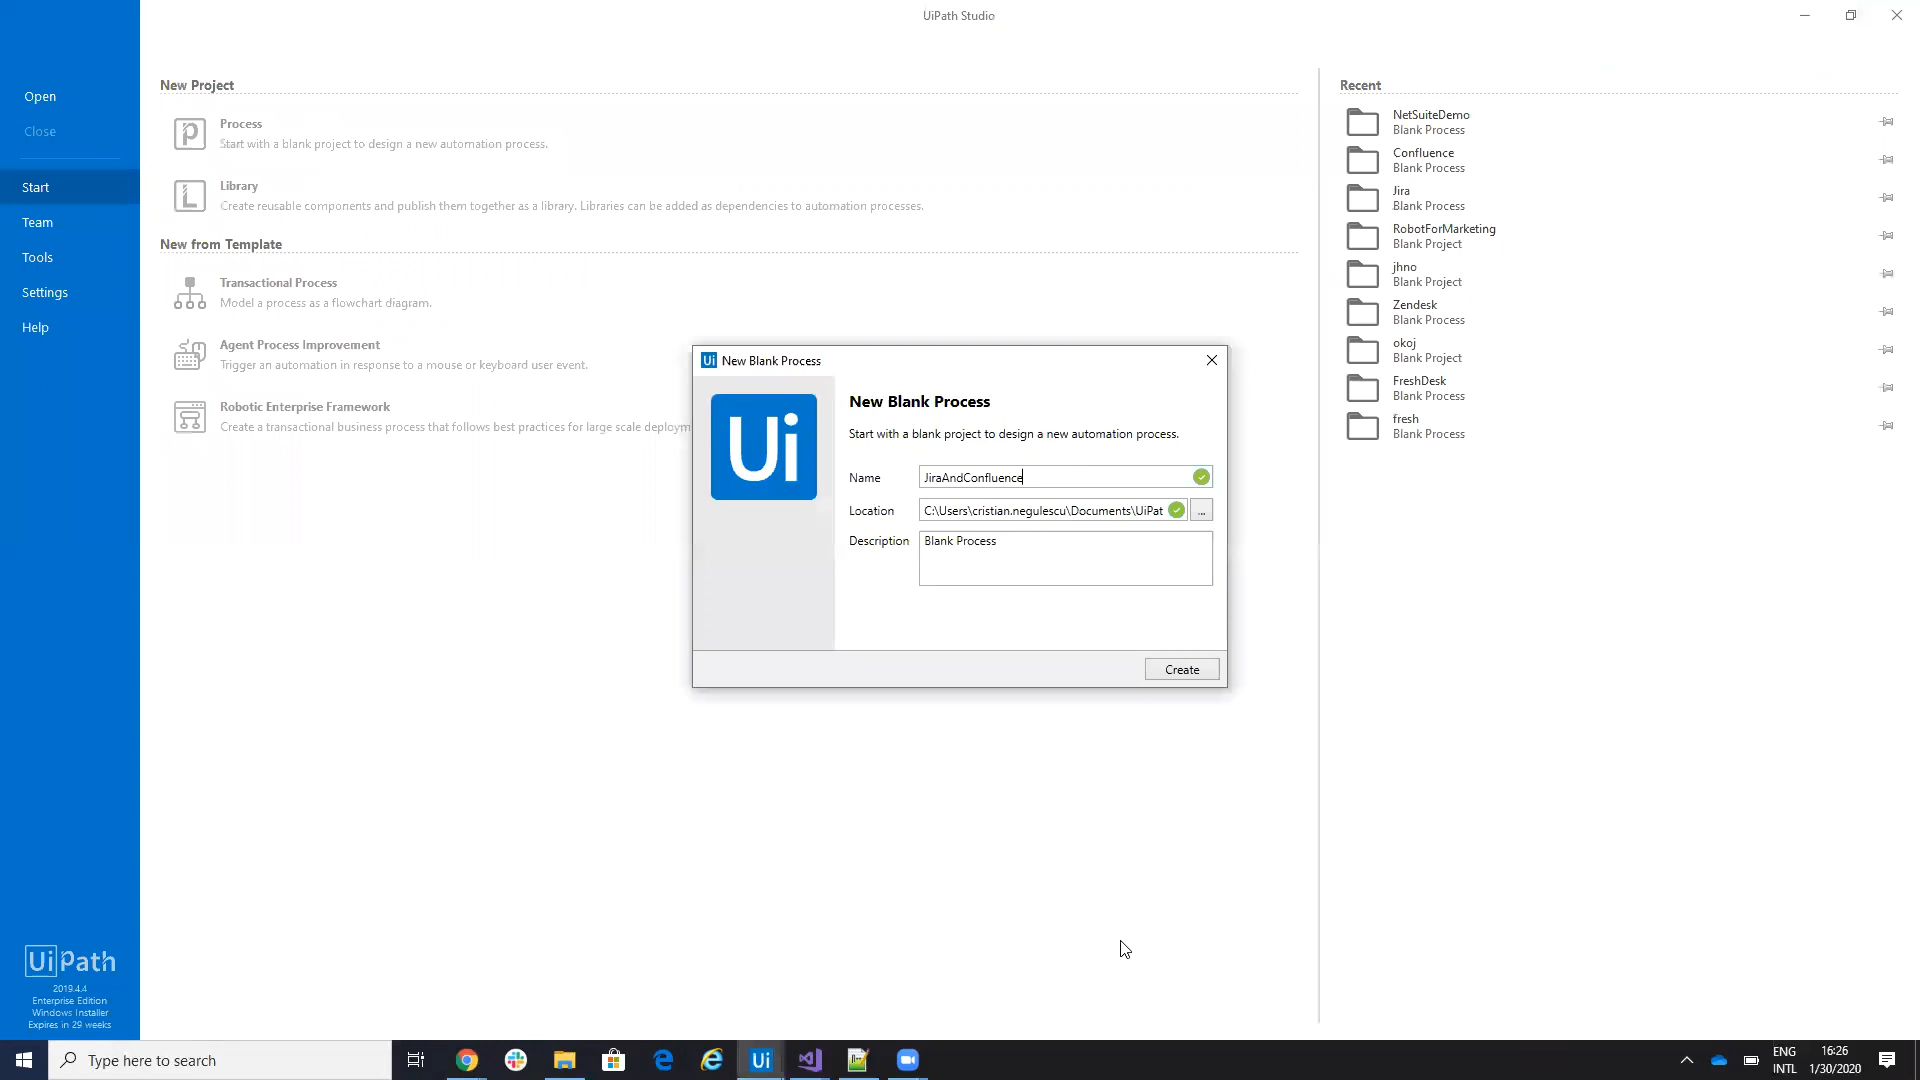 UiPath Studio
Open
Close
Start
Team
Tools
Settings
Help
New Project
Process
Start with a blank project to design a new automation process.
Library
Create reusable components and publish them together as a library. Libraries can be added as dependencies to automation processes.
New from Template
Transactional Process
Model a process as a flowchart diagram.
Agent Process Improvement
Trigger an automation in response to a mouse or keyboard user event.
Robotic Enterprise Framework
Create a transactional business process that follows best practices for large scale deploym
Recent
NetSuiteDemo
Blank Process
Confluence
Blank Process
Jira
Blank Process
RobotForMarketing
Blank Project
jhno
Blank Project
Zendesk
Blank Process
okoj
Blank Project
FreshDesk
Blank Process
fresh
Blank Process
Ui New Blank Process
Ui
New Blank Process
Start with a blank project to design a new automation process.
Name JiraAndConfluence
Location C:\Users\cristian.negulescu\Documents\UiPat ...
Description Blank Process
Create
UiPath
2019.4.4
Enterprise Edition
Windows Installer
Expires in 29 weeks
Type here to search
Ui
ENG
INTL
16:26
1/30/2020